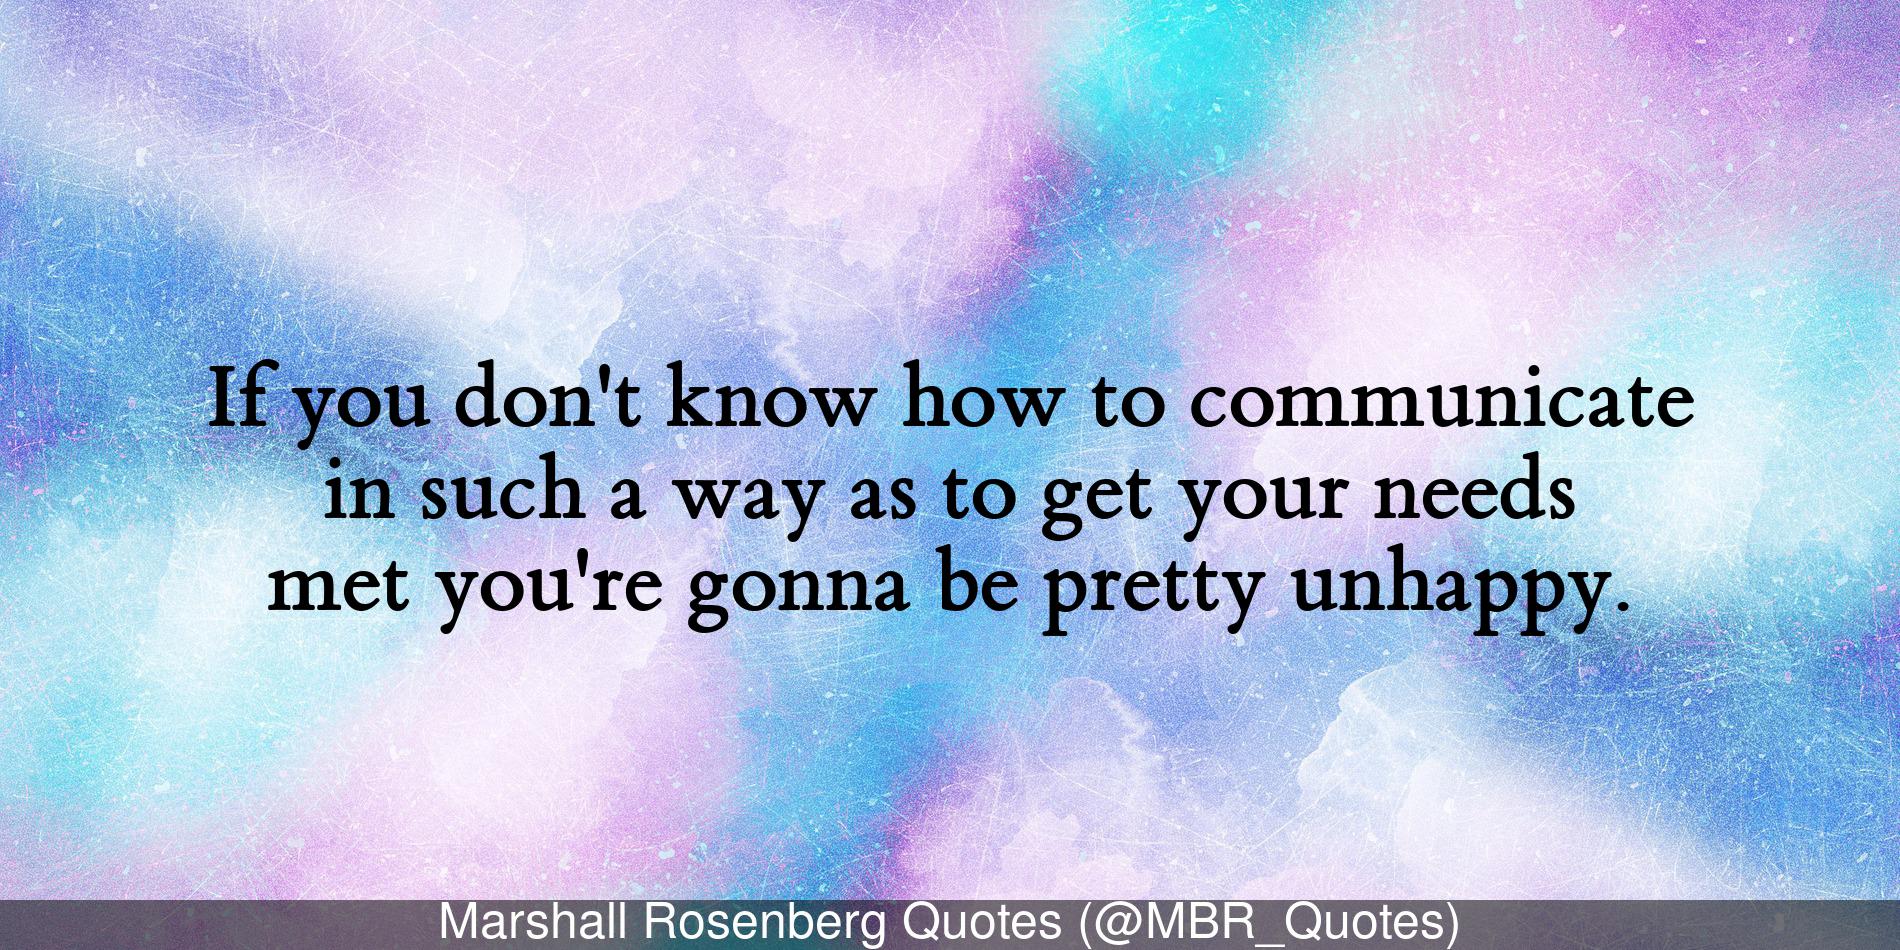 If you don't know how to communicate
in such a way as to get your needs
met you're gonna be pretty unhappy.
Marshall Rosenberg Quotes (@MBR_Quotes)